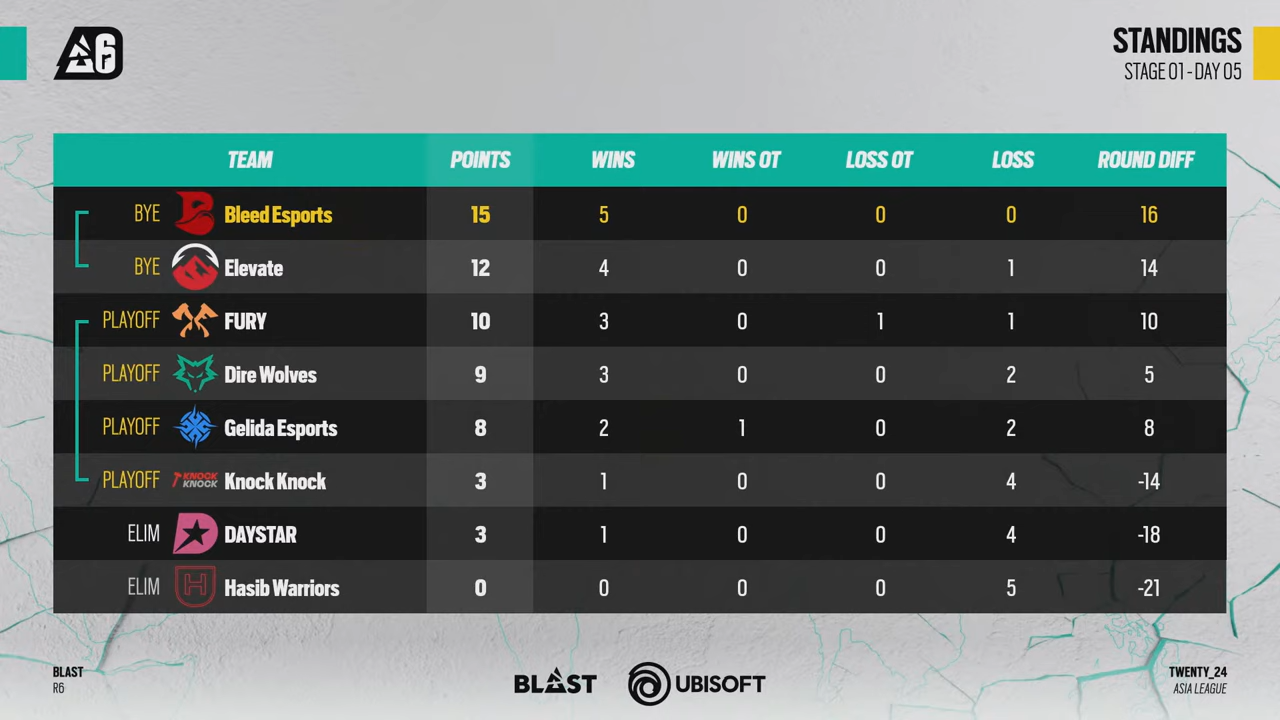 A6
STANDINGS
STAGE 01 - DAY 05
TEAM POINTS WINS WINS OT LOSS OT LOSS ROUND DIFF
BYE Bleed Esports 15 5 0 0 0 16
BYE Elevate 12 4 0 0 1 14
PLAYOFF FURY 10 3 0 1 1 10
PLAYOFF Dire Wolves 9 3 0 0 2 5
PLAYOFF Gelida Esports 8 2 1 0 2 8
PLAYOFF KNOCK KNOCK Knock Knock 3 1 0 0 4 -14
ELIM DAYSTAR 3 1 0 0 4 -18
ELIM H Hasib Warriors 0 0 0 0 5 -21
BLAST
R6
BLAST UBISOFT
TWENTY_24
ASIA LEAGUE